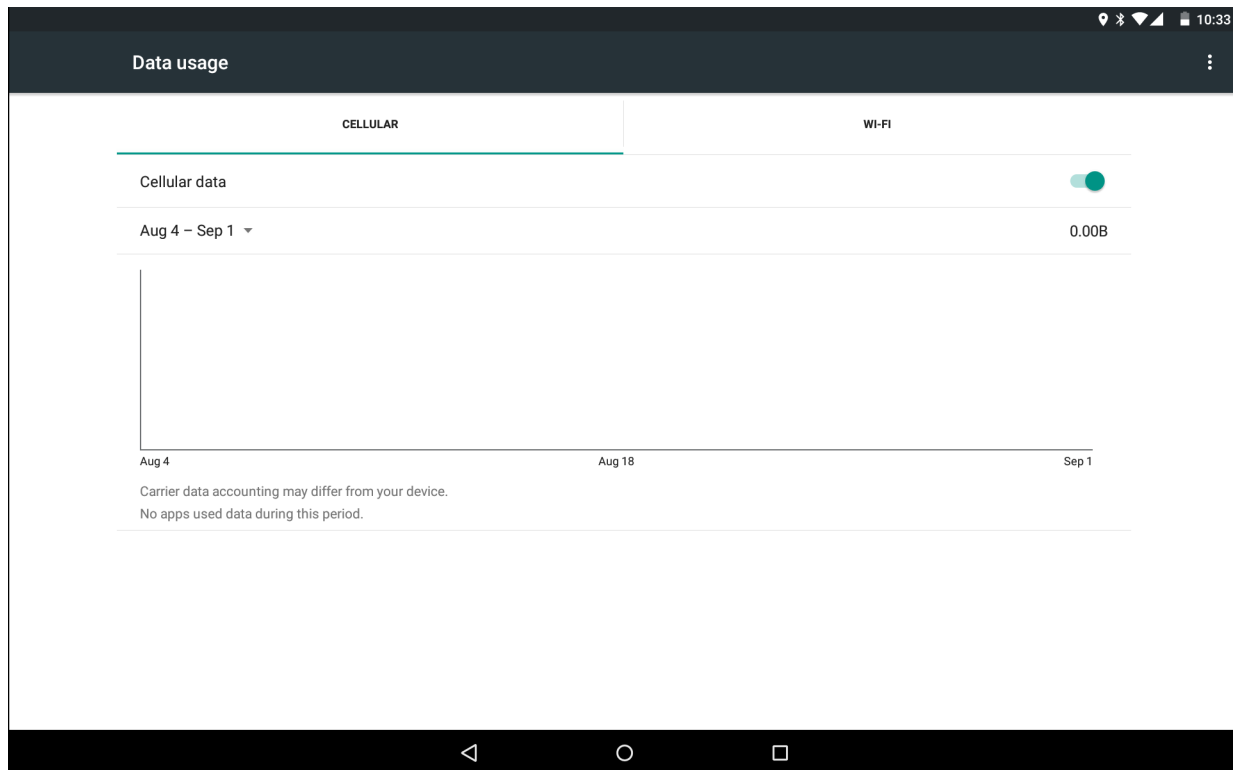 10:33
Data usage
CELLULAR
WI-FI
Cellular data
Aug 4 – Sep 1
0.00B
Aug 4
Aug 18
Sep 1
Carrier data accounting may differ from your device.
No apps used data during this period.